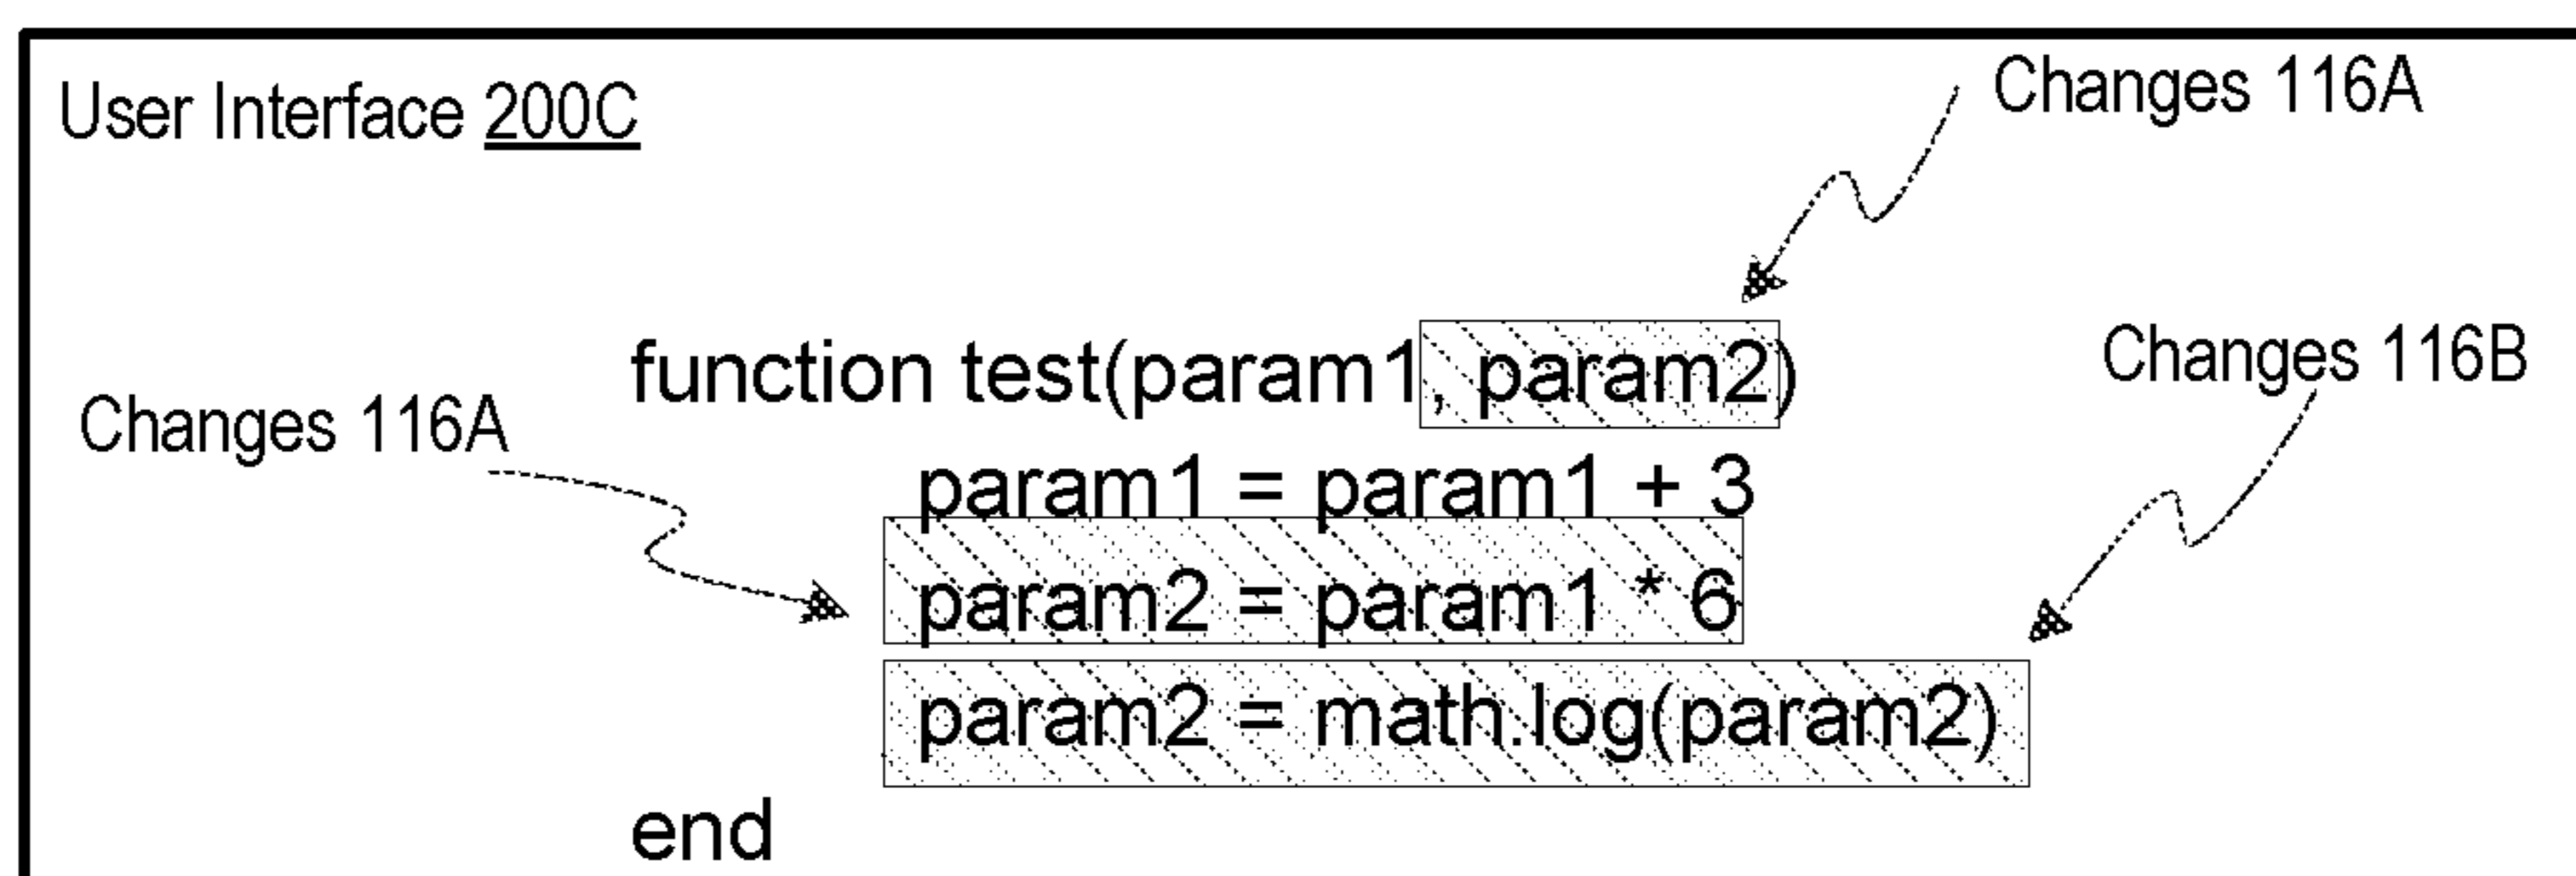 User Interface 200C
Changes 116A
function test(param1, param2)
Changes 116B
Changes 116A
param1 = param1 + 3
param2 = param1 * 6
param2 = math.log(param2)
end